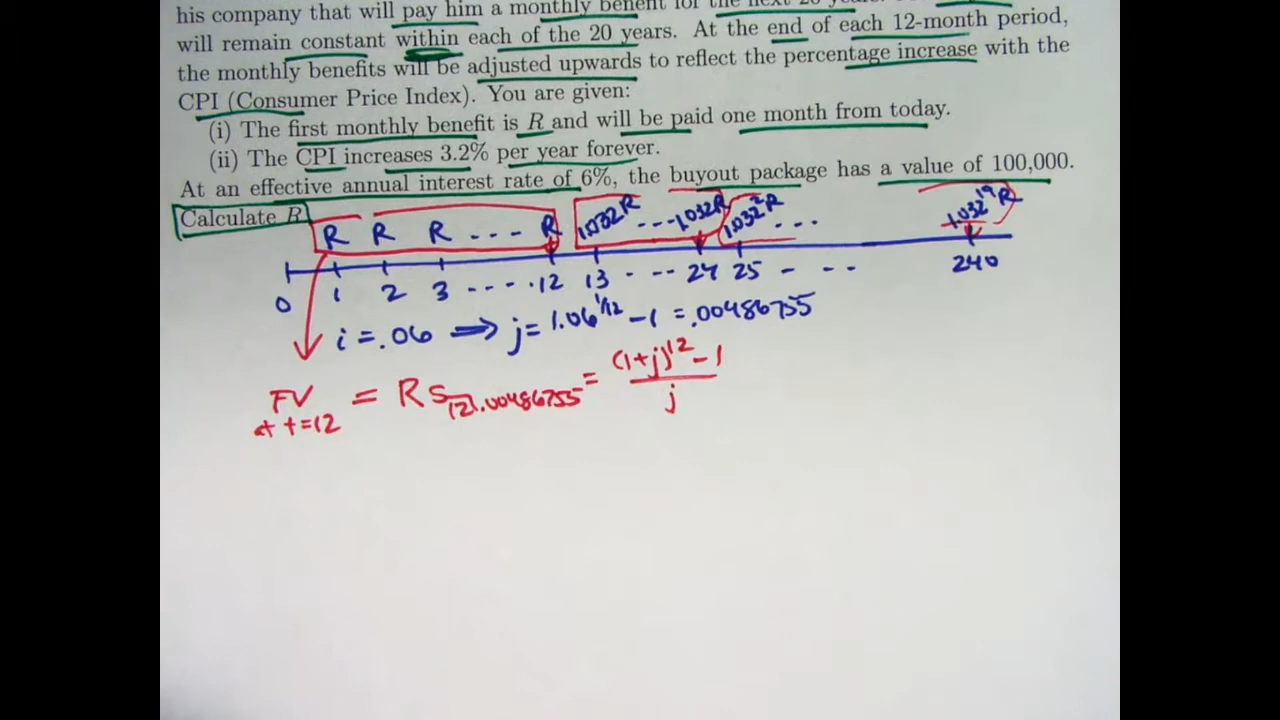 his company that will pay him a monthly benefit for the next 20 years.
will remain constant within each of the 20 years. At the end of each 12-month period,
the monthly benefits will be adjusted upwards to reflect the percentage increase with the
CPI (Consumer Price Index). You are given:
(i) The first monthly benefit is R and will be paid one month from today.
(ii) The CPI increases 3.2% per year forever.
At an effective annual interest rate of 6%, the buyout package has a value of 100,000.
Calculate R
R R R ... R 1.032R ... 1.032R 1.032²R ... 1.032¹⁹R
0 1 2 3 .... 12 13 ... 24 25 - ..
240
i = .06 ⟹ j = 1.06^1/12 - 1 = .00486755
FV = R s12|.00486755 = (1+j)^12 - 1
j
at t=12